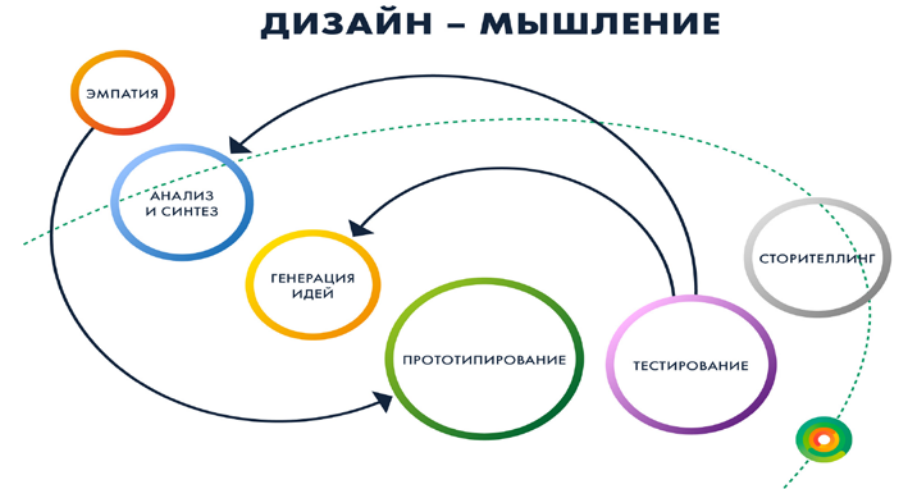 ДИЗАЙН – МЫШЛЕНИЕ
ЭМПАТИЯ
АНАЛИЗ
И СИНТЕЗ
ГЕНЕРАЦИЯ
ИДЕЙ
ПРОТОТИПИРОВАНИЕ
ТЕСТИРОВАНИЕ
СТОРИТЕЛЛИНГ